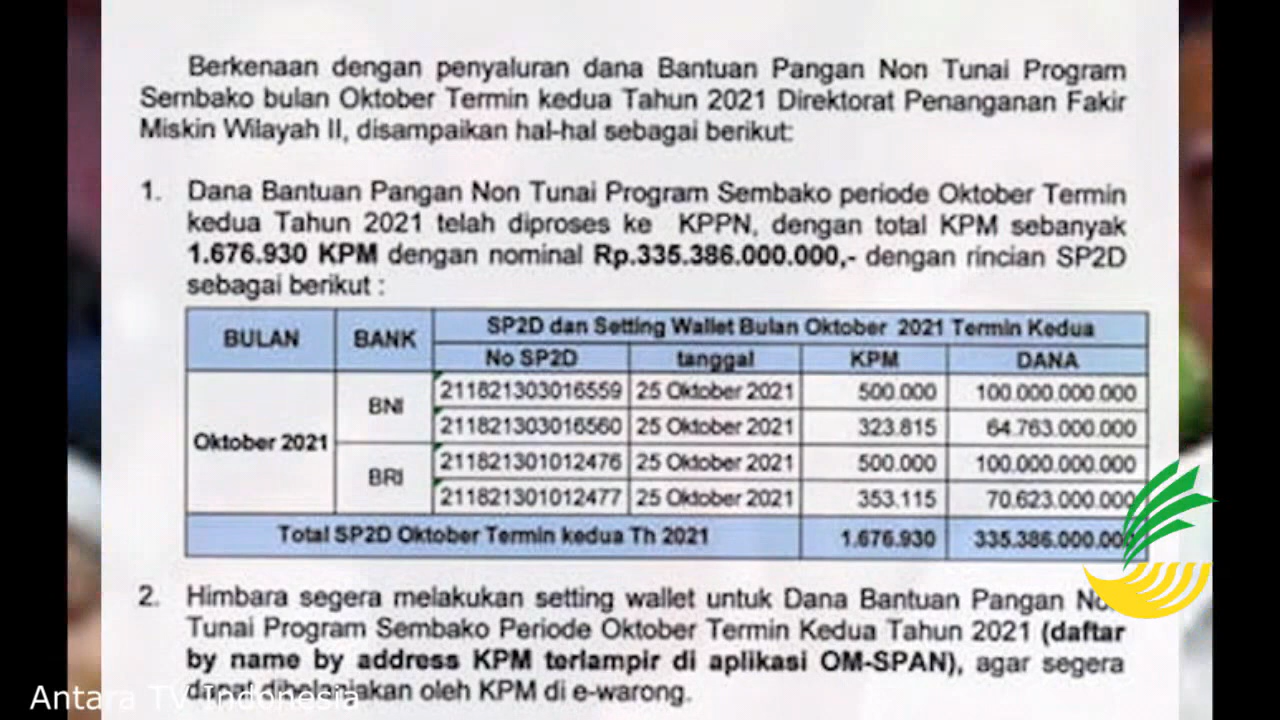 Berkenaan dengan penyaluran dana Bantuan Pangan Non Tunai Program
Sembako bulan Oktober Termin kedua Tahun 2021 Direktorat Penanganan Fakir
Miskin Wilayah II, disampaikan hal-hal sebagai berikut:
1. Dana Bantuan Pangan Non Tunai Program Sembako periode Oktober Termin
kedua Tahun 2021 telah diproses ke KPPN, dengan total KPM sebanyak
1.676.930 KPM dengan nominal Rp.335.386.000.000,- dengan rincian SP2D
sebagai berikut :
BULAN BANK SP2D dan Setting Wallet Bulan Oktober 2021 Termin Kedua
No SP2D tanggal KPM DANA
Oktober 2021
BNI
211821303016559 25 Oktober 2021 500.000 100.000.000.000
211821303016560 25 Oktober 2021 323.815 64.763.000.000
BRI
211821301012476 25 Oktober 2021 500.000 100.000.000.000
211821301012477 25 Oktober 2021 353.115 70.623.000.000
Total SP2D Oktober Termin kedua Th 2021 1.676.930 335.386.000.000
2. Himbara segera melakukan setting wallet untuk Dana Bantuan Pangan Non
Tunai Program Sembako Periode Oktober Termin Kedua Tahun 2021 (daftar
by name by address KPM terlampir di aplikasi OM-SPAN), agar segera
dapat dibelanjakan oleh KPM di e-warong.
Antara TV Indonesia